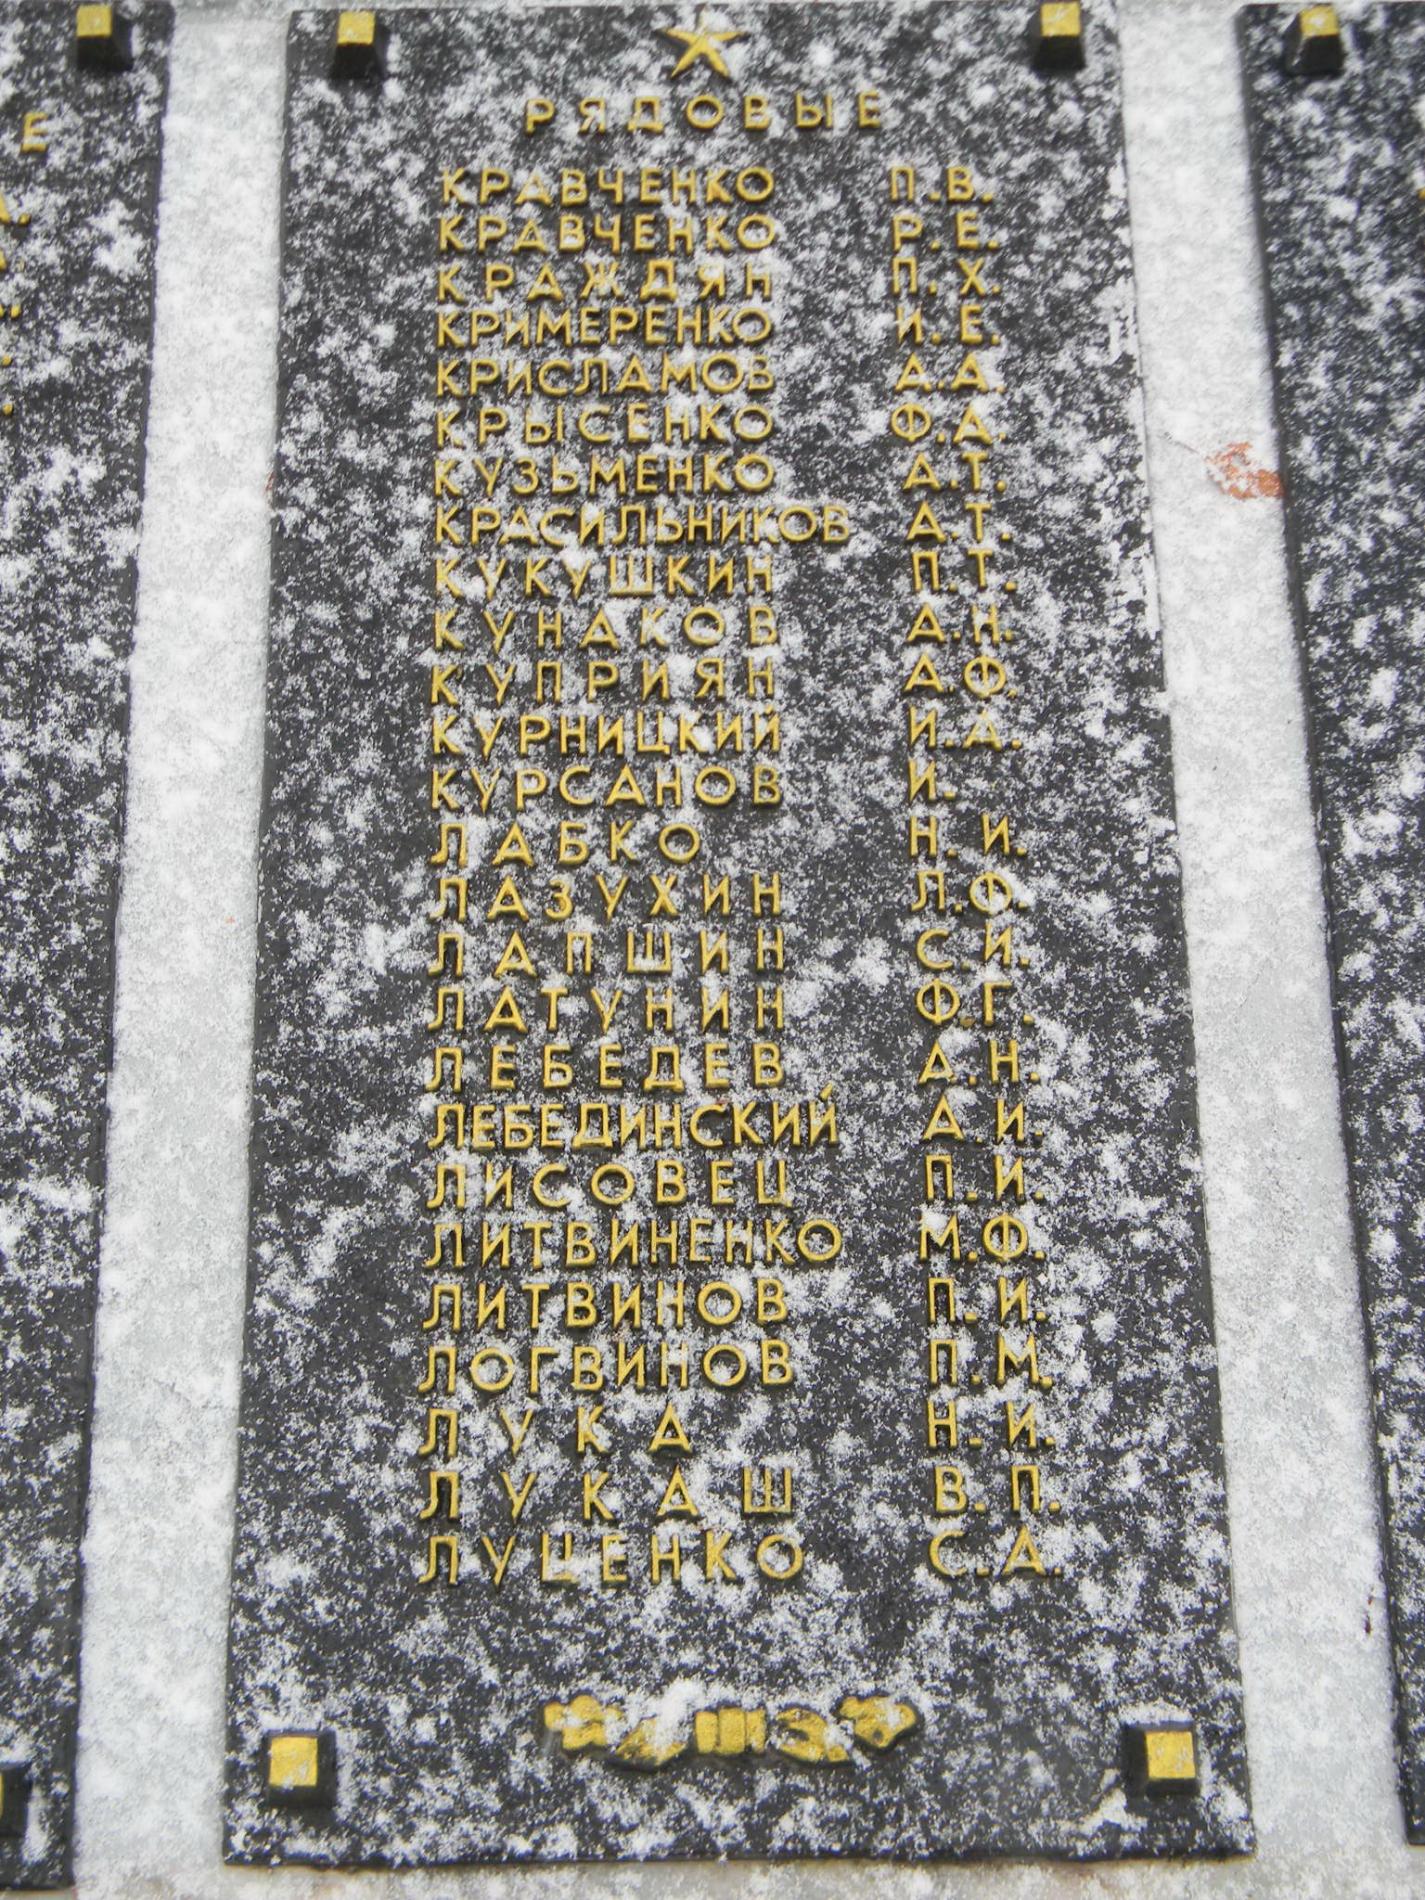 РЯДОВЫЕ
КРАВЧЕНКО П.В.
КРАВЧЕНКО Р.Е.
КРАЖДЯН П.Х.
КРИМЕРЕНКО И.Е.
КРИСЛАМОВ А.А.
КРЫСЕНКО Ф.А.
КУЗЬМЕНКО А.Т.
КРАСИЛЬНИКОВ А.Т.
КУКУШКИН П.Т.
КУНАКОВ А.Н.
КУПРИЯН А.Ф.
КУРНИЦКИЙ И.А.
КУРСАНОВ И.
ЛАБКО Н.И.
ЛАЗУХИН Л.Ф.
ЛАПШИН С.И.
ЛАТУНИН Ф.Г.
ЛЕБЕДЕВ А.Н.
ЛЕБЕДИНСКИЙ А.И.
ЛИСОВЕЦ П.И.
ЛИТВИНЕНКО М.Ф.
ЛИТВИНОВ П.И.
ЛОГВИНОВ П.М.
ЛУКА Н.И.
ЛУКАШ В.П.
ЛУЦЕНКО С.А.